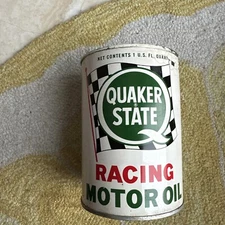 NET CONTENTS 1 U.S. FL. QUART
QUAKER
STATE
RACING
MOTOR OIL